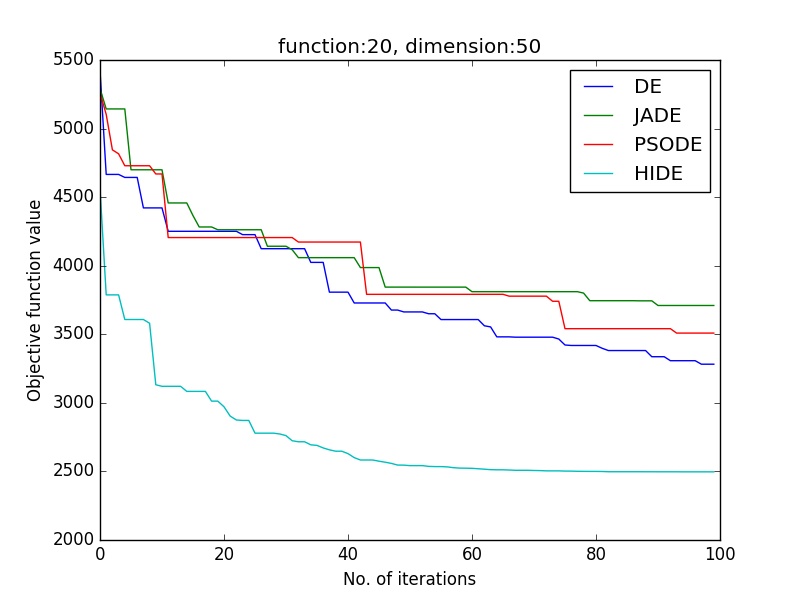 function:20, dimension:50
5500
5000
4500
4000
3500
3000
2500
2000
Objective function value
DE
JADE
PSODE
HIDE
0
20
40
60
80
100
No. of iterations